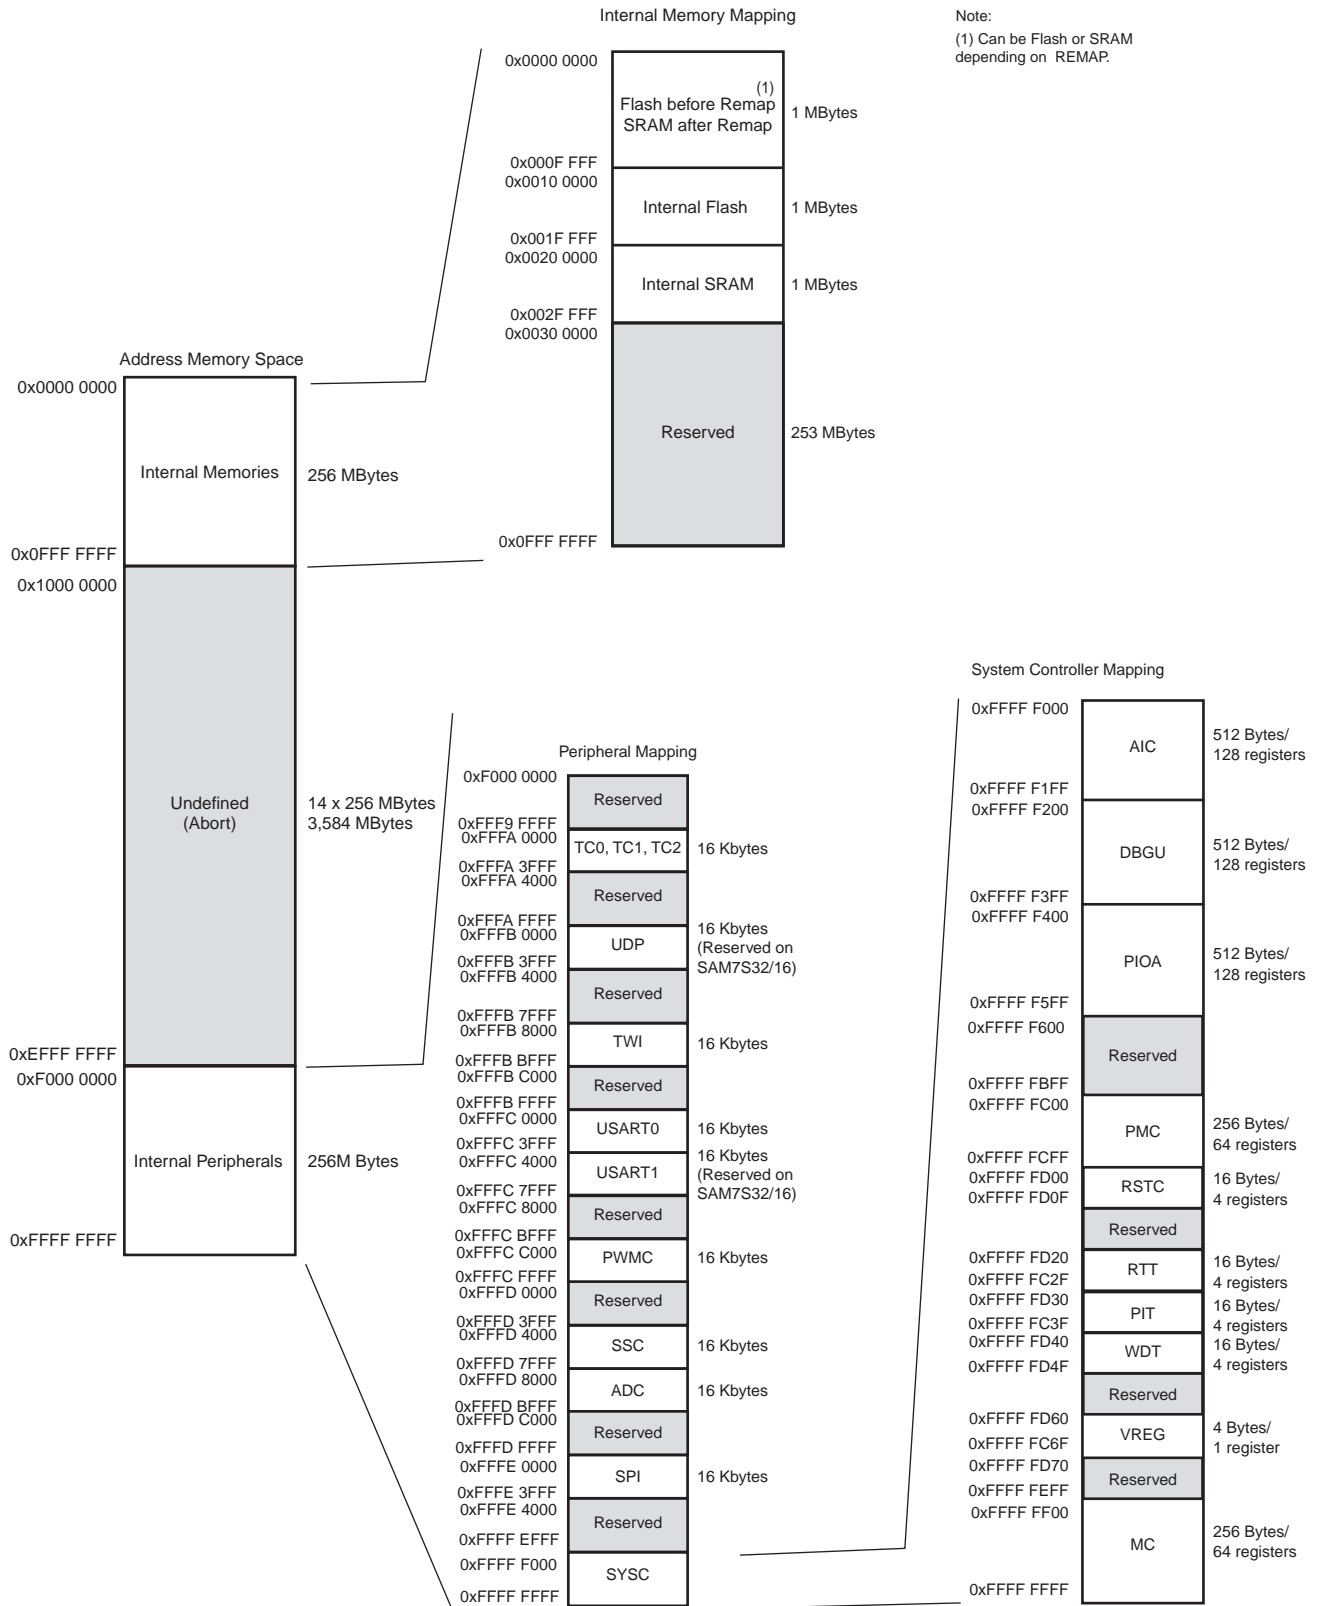 Internal Memory Mapping
Note:
(1) Can be Flash or SRAM
depending on REMAP.
0x0000 0000
(1)
Flash before Remap
SRAM after Remap
1 MBytes
0x000F FFF
0x0010 0000
Internal Flash
1 MBytes
0x001F FFF
0x0020 0000
Internal SRAM
1 MBytes
0x002F FFF
0x0030 0000
Reserved
253 MBytes
0x0FFF FFFF
Address Memory Space
0x0000 0000
Internal Memories
256 MBytes
0x0FFF FFFF
0x1000 0000
Undefined
(Abort)
14 x 256 MBytes
3,584 MBytes
0xEFFF FFFF
0xF000 0000
Internal Peripherals
256M Bytes
0xFFFF FFFF
Peripheral Mapping
0xF000 0000
Reserved
0xFFF9 FFFF
0xFFFA 0000
TC0, TC1, TC2
16 Kbytes
0xFFFA 3FFF
0xFFFA 4000
Reserved
0xFFFA FFFF
0xFFFB 0000
UDP
16 Kbytes
(Reserved on
SAM7S32/16)
0xFFFB 3FFF
0xFFFB 4000
Reserved
0xFFFB 7FFF
0xFFFB 8000
TWI
16 Kbytes
0xFFFB BFFF
0xFFFB C000
Reserved
0xFFFB FFFF
0xFFFC 0000
USART0
16 Kbytes
0xFFFC 3FFF
0xFFFC 4000
USART1
16 Kbytes
(Reserved on
SAM7S32/16)
0xFFFC 7FFF
0xFFFC 8000
Reserved
0xFFFC BFFF
0xFFFC C000
PWMC
16 Kbytes
0xFFFC FFFF
0xFFFD 0000
Reserved
0xFFFD 3FFF
0xFFFD 4000
SSC
16 Kbytes
0xFFFD 7FFF
0xFFFD 8000
ADC
16 Kbytes
0xFFFD BFFF
0xFFFD C000
Reserved
0xFFFD FFFF
0xFFFE 0000
SPI
16 Kbytes
0xFFFE 3FFF
0xFFFE 4000
Reserved
0xFFFF EFFF
0xFFFF F000
SYSC
0xFFFF FFFF
System Controller Mapping
0xFFFF F000
AIC
512 Bytes/
128 registers
0xFFFF F1FF
0xFFFF F200
DBGU
512 Bytes/
128 registers
0xFFFF F3FF
0xFFFF F400
PIOA
512 Bytes/
128 registers
0xFFFF F5FF
0xFFFF F600
Reserved
0xFFFF FBFF
0xFFFF FC00
PMC
256 Bytes/
64 registers
0xFFFF FCFF
0xFFFF FD00
RSTC
16 Bytes/
4 registers
0xFFFF FD0F
Reserved
0xFFFF FD20
RTT
16 Bytes/
4 registers
0xFFFF FC2F
0xFFFF FD30
PIT
16 Bytes/
4 registers
0xFFFF FC3F
0xFFFF FD40
WDT
16 Bytes/
4 registers
0xFFFF FD4F
Reserved
0xFFFF FD60
VREG
4 Bytes/
1 register
0xFFFF FC6F
0xFFFF FD70
Reserved
0xFFFF FEFF
0xFFFF FF00
MC
256 Bytes/
64 registers
0xFFFF FFFF